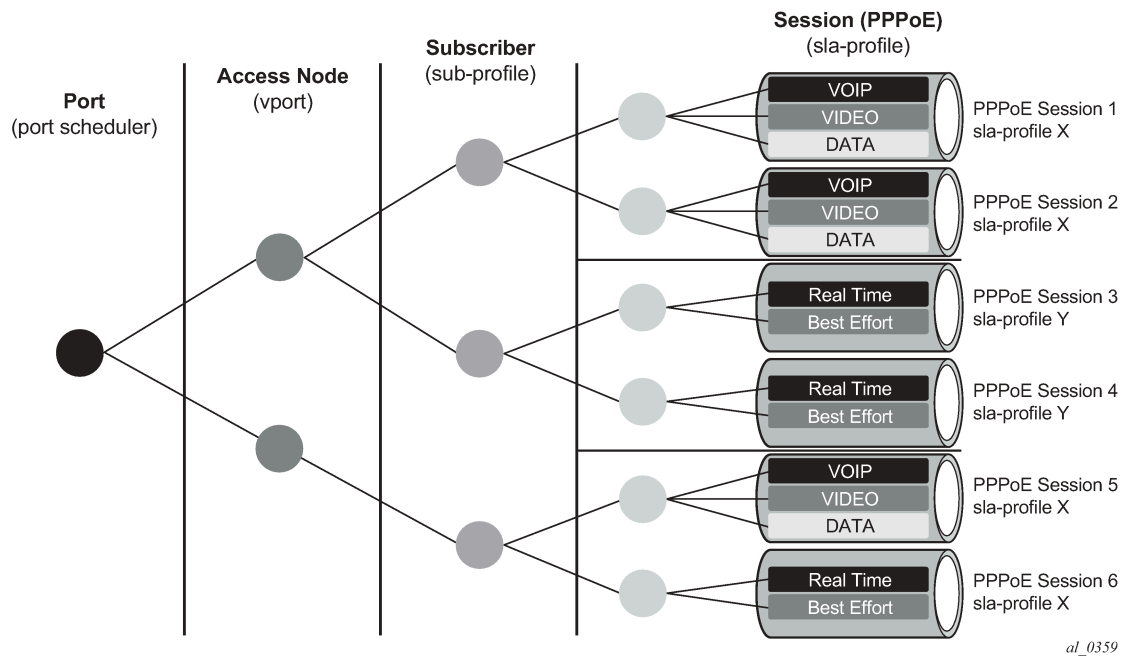 Port
(port scheduler)
Access Node
(vport)
Subscriber
(sub-profile)
Session (PPPoE)
(sla-profile)
VOIP
VIDEO
DATA
PPPoE Session 1
sla-profile X
VOIP
VIDEO
DATA
PPPoE Session 2
sla-profile X
Real Time
Best Effort
PPPoE Session 3
sla-profile Y
Real Time
Best Effort
PPPoE Session 4
sla-profile Y
VOIP
VIDEO
DATA
PPPoE Session 5
sla-profile X
Real Time
Best Effort
PPPoE Session 6
sla-profile X
al_0359